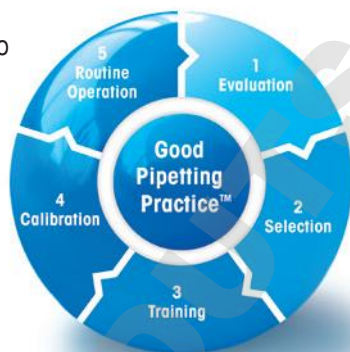 1
Evaluation
2
Selection
3
Training
4
Calibration
5
Routine
Operation
Good
Pipetting
Practice™